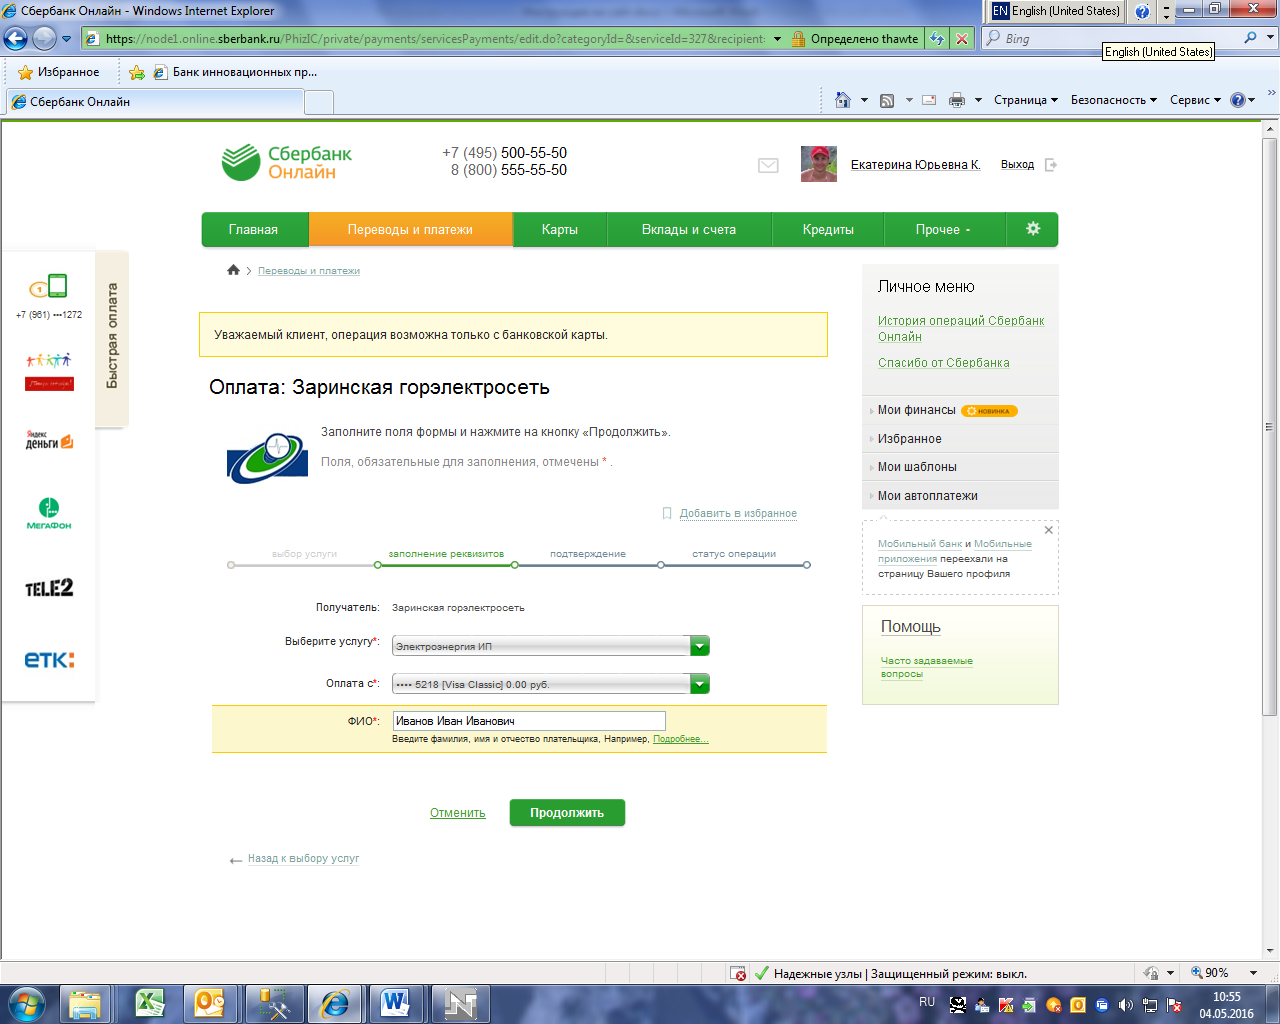 Сбербанк Онлайн - Windows Internet Explorer
EN English (United States)
https://node1.online.sberbank.ru/PhizIC/private/payments/servicesPayments/edit.do?categoryId=&serviceId=327&recipient=
Определено thawte
Bing
English (United States)
Избранное
Банк инновационных пр...
Сбербанк Онлайн
Страница
Безопасность
Сервис
Сбербанк
Онлайн
+7 (495) 500-55-50
8 (800) 555-55-50
Екатерина Юрьевна К.
Выход
Главная
Переводы и платежи
Карты
Вклады и счета
Кредиты
Прочее
Переводы и платежи
+7 (961) •••1272
Быстрая оплата
Яндекс
деньги
МЕГАФОН
TELE2
ЕТК:
Уважаемый клиент, операция возможна только с банковской карты.
Оплата: Заринская горэлектросеть
Заполните поля формы и нажмите на кнопку «Продолжить».
Поля, обязательные для заполнения, отмечены * .
Добавить в избранное
выбор услуги
заполнение реквизитов
подтверждение
статус операции
Получатель: Заринская горэлектросеть
Выберите услугу*: Электроэнергия ИП
Оплата с*: •••• 5218 [Visa Classic] 0.00 руб.
ФИО*: Иванов Иван Иванович
Введите фамилия, имя и отчество плательщика, Например, Подробнее...
Отменить
Продолжить
← Назад к выбору услуг
Личное меню
История операций Сбербанк
Онлайн
Спасибо от Сбербанка
Мои финансы НОВИНКА
Избранное
Мои шаблоны
Мои автоплатежи
Мобильный банк и Мобильные
приложения переехали на
страницу Вашего профиля
Помощь
Часто задаваемые
вопросы
Надежные узлы | Защищенный режим: выкл.
90%
RU
10:55
04.05.2016